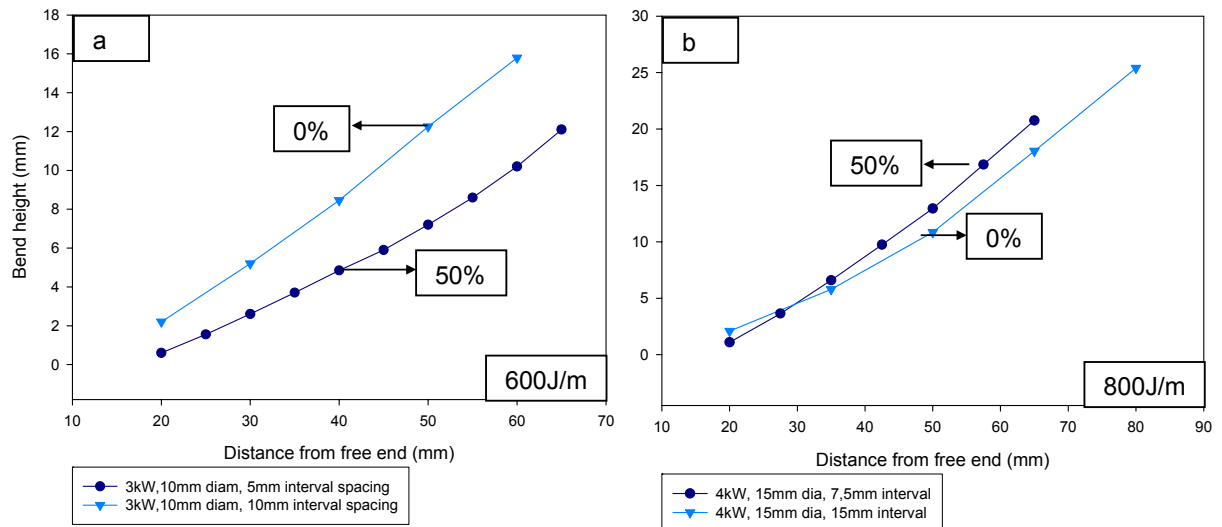 a
18
16
14
12
10
8
6
4
2
0
Bend height (mm)
0%
50%
600J/m
10 20 30 40 50 60 70
Distance from free end (mm)
3kW,10mm diam, 5mm interval spacing
3kW,10mm diam, 10mm interval spacing
b
30
25
20
15
10
5
0
50%
0%
800J/m
10 20 30 40 50 60 70 80 90
Distance from free end (mm)
4kW, 15mm dia, 7,5mm interval
4kW, 15mm dia, 15mm interval